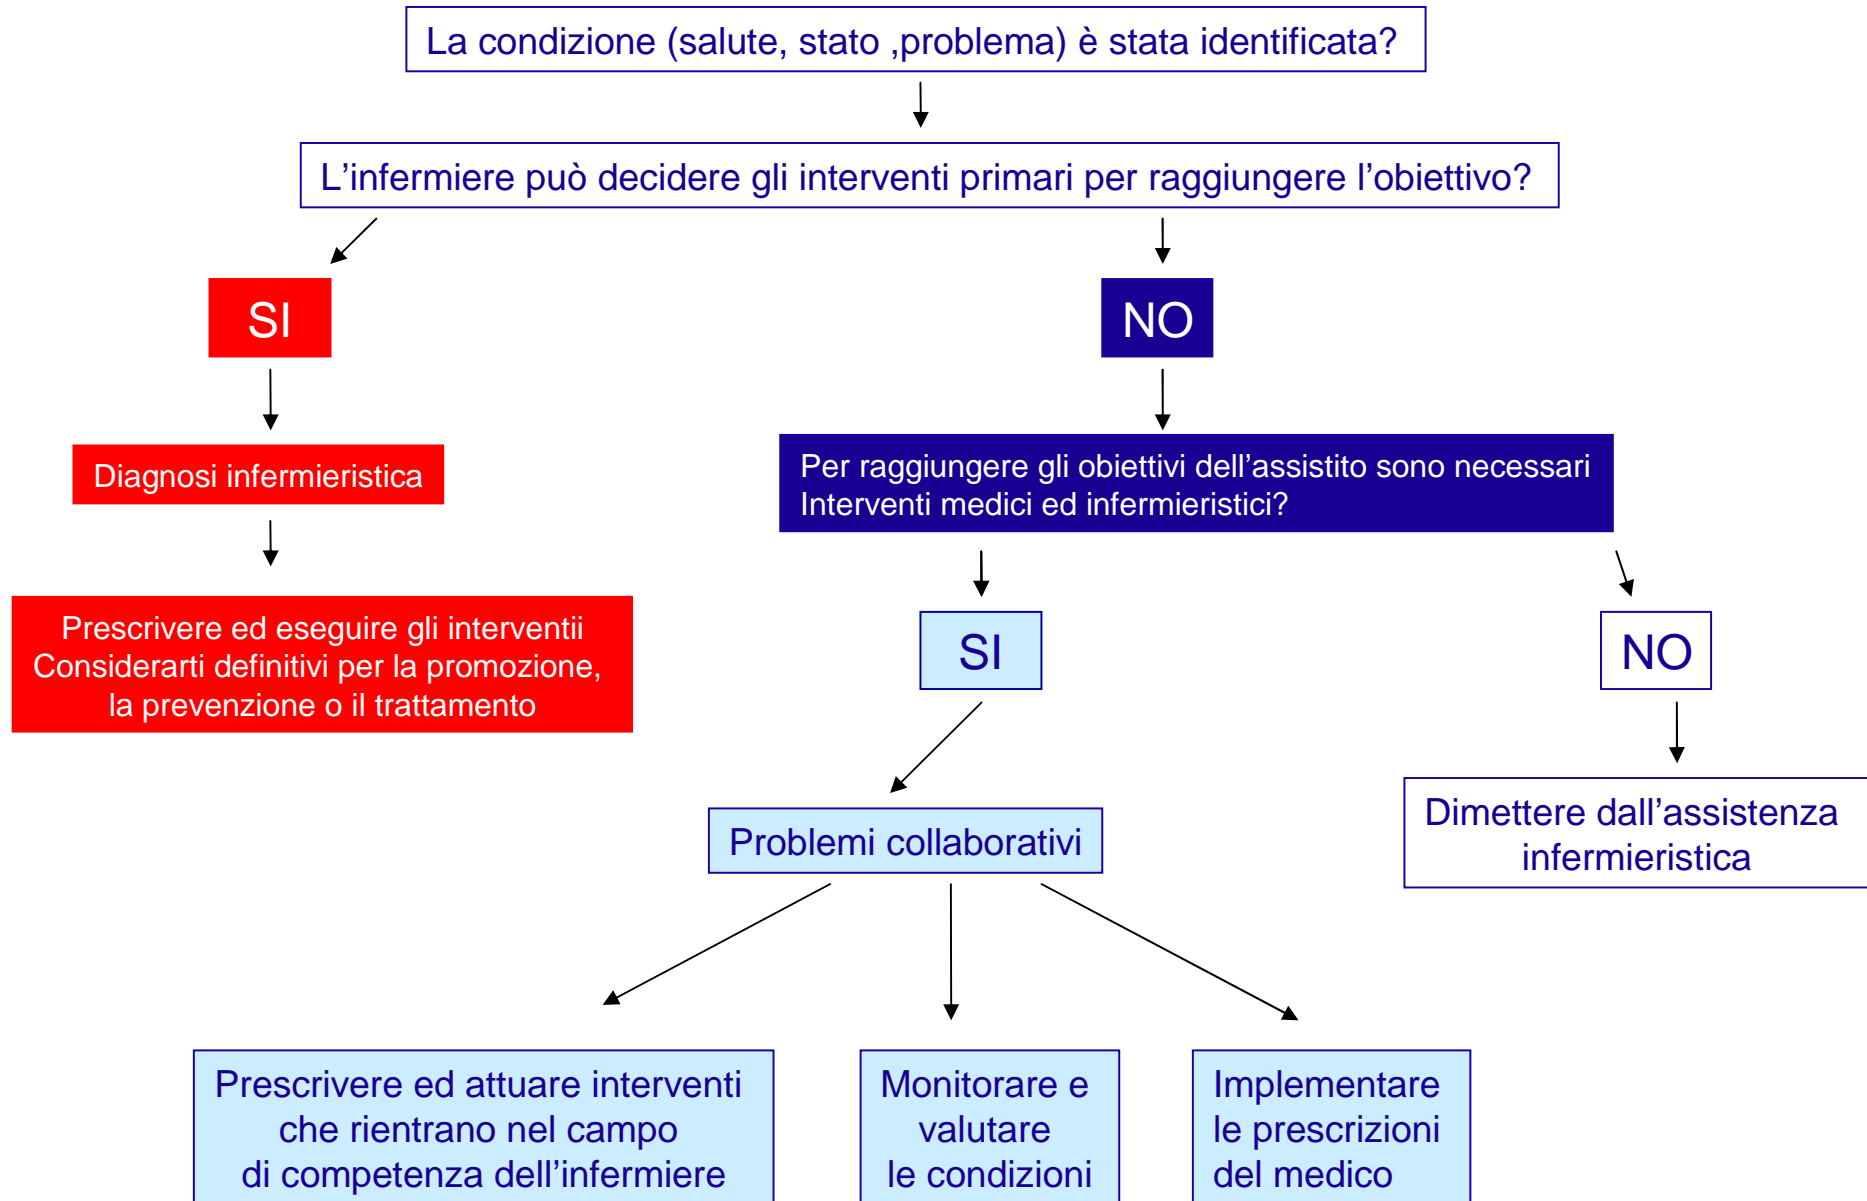 La condizione (salute, stato ,problema) è stata identificata?
L’infermiere può decidere gli interventi primari per raggiungere l’obiettivo?
SI
NO
Diagnosi infermieristica
Per raggiungere gli obiettivi dell’assistito sono necessari
Interventi medici ed infermieristici?
Prescrivere ed eseguire gli interventii
Considerarti definitivi per la promozione,
la prevenzione o il trattamento
SI
NO
Problemi collaborativi
Dimettere dall’assistenza
infermieristica
Prescrivere ed attuare interventi
che rientrano nel campo
di competenza dell’infermiere
Monitorare e
valutare
le condizioni
Implementare
le prescrizioni
del medico